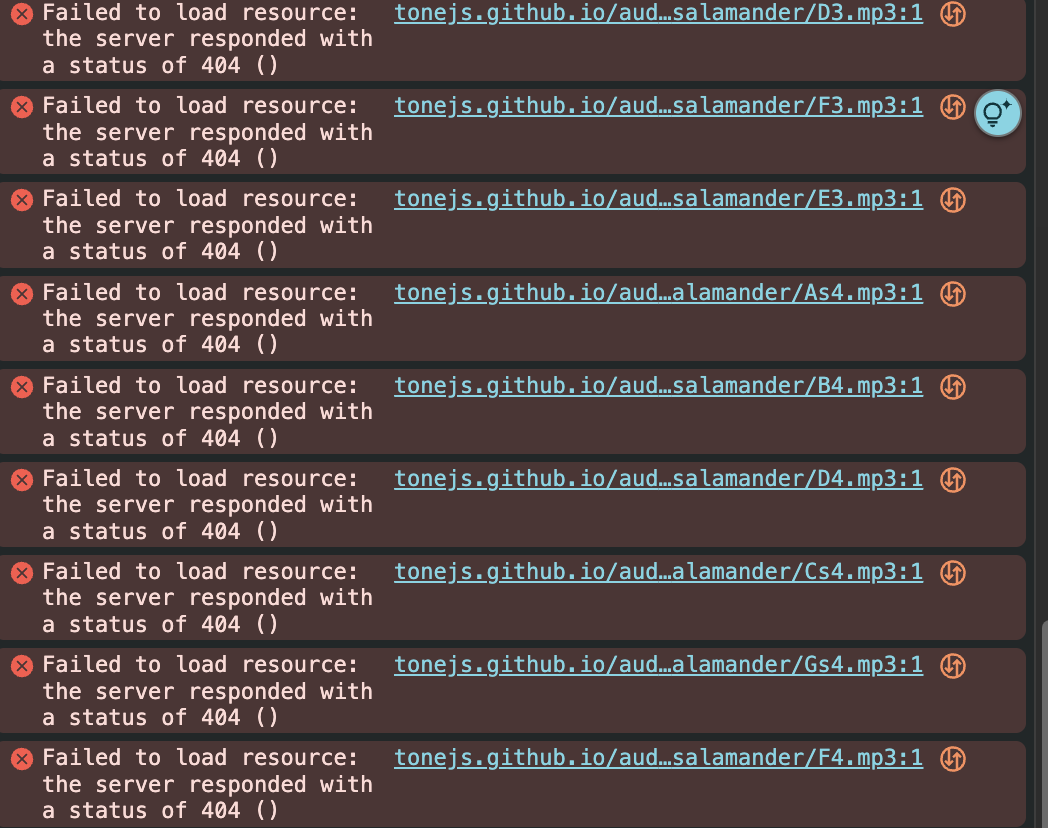 Failed to load resource: tonejs.github.io/aud…salamander/D3.mp3:1
the server responded with
a status of 404 ()
Failed to load resource: tonejs.github.io/aud…salamander/F3.mp3:1
the server responded with
a status of 404 ()
Failed to load resource: tonejs.github.io/aud…salamander/E3.mp3:1
the server responded with
a status of 404 ()
Failed to load resource: tonejs.github.io/aud…alamander/As4.mp3:1
the server responded with
a status of 404 ()
Failed to load resource: tonejs.github.io/aud…salamander/B4.mp3:1
the server responded with
a status of 404 ()
Failed to load resource: tonejs.github.io/aud…salamander/D4.mp3:1
the server responded with
a status of 404 ()
Failed to load resource: tonejs.github.io/aud…alamander/Cs4.mp3:1
the server responded with
a status of 404 ()
Failed to load resource: tonejs.github.io/aud…alamander/Gs4.mp3:1
the server responded with
a status of 404 ()
Failed to load resource: tonejs.github.io/aud…salamander/F4.mp3:1
the server responded with
a status of 404 ()